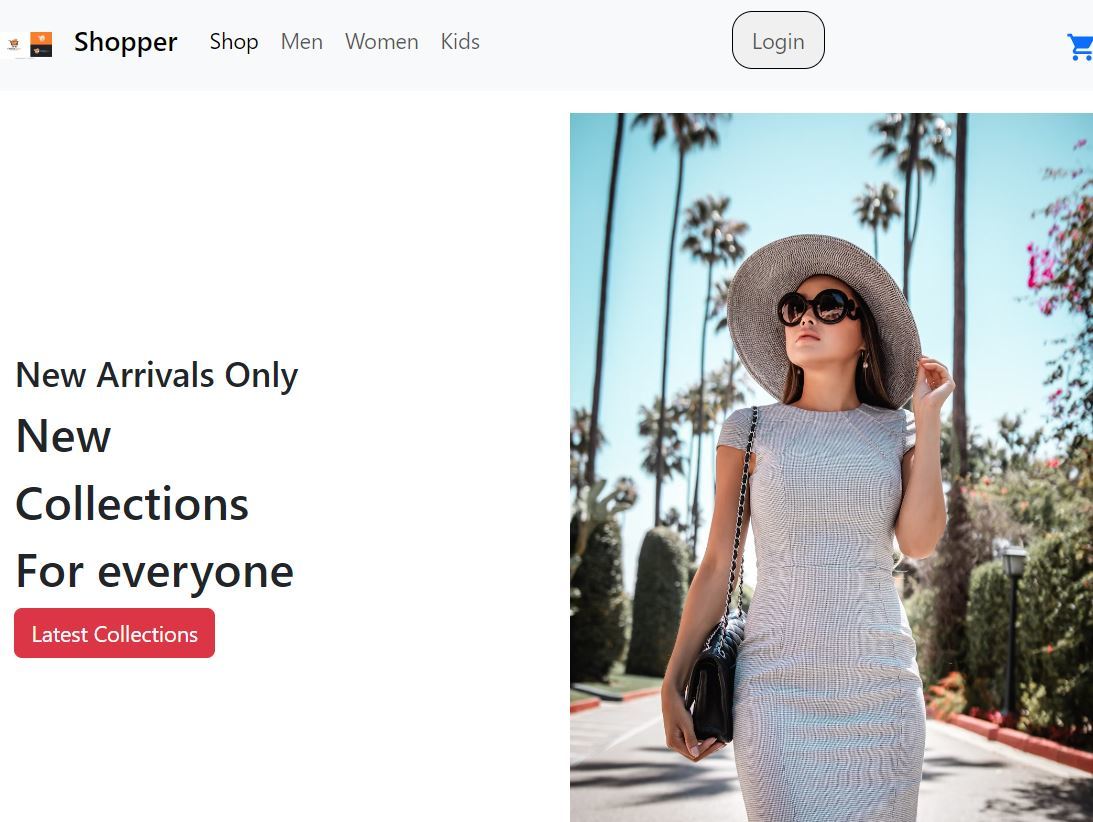 Shopper Shop Men Women Kids Login
New Arrivals Only
New
Collections
For everyone
Latest Collections